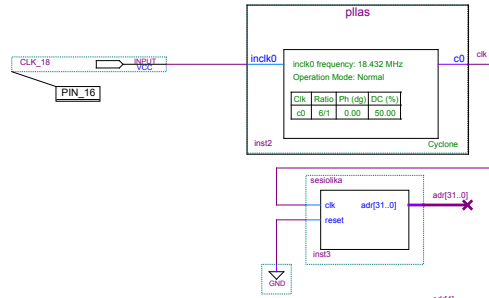 pllas
CLK_18
INPUT
VCC
PIN_16
inclk0
c0
clk
inclk0 frequency: 18.432 MHz
Operation Mode: Normal
Clk Ratio Ph (dg) DC (%)
c0 6/1 0.00 50.00
inst2
Cyclone
sesiolika
clk
adr[31..0]
adr[31..0]
reset
inst3
GND